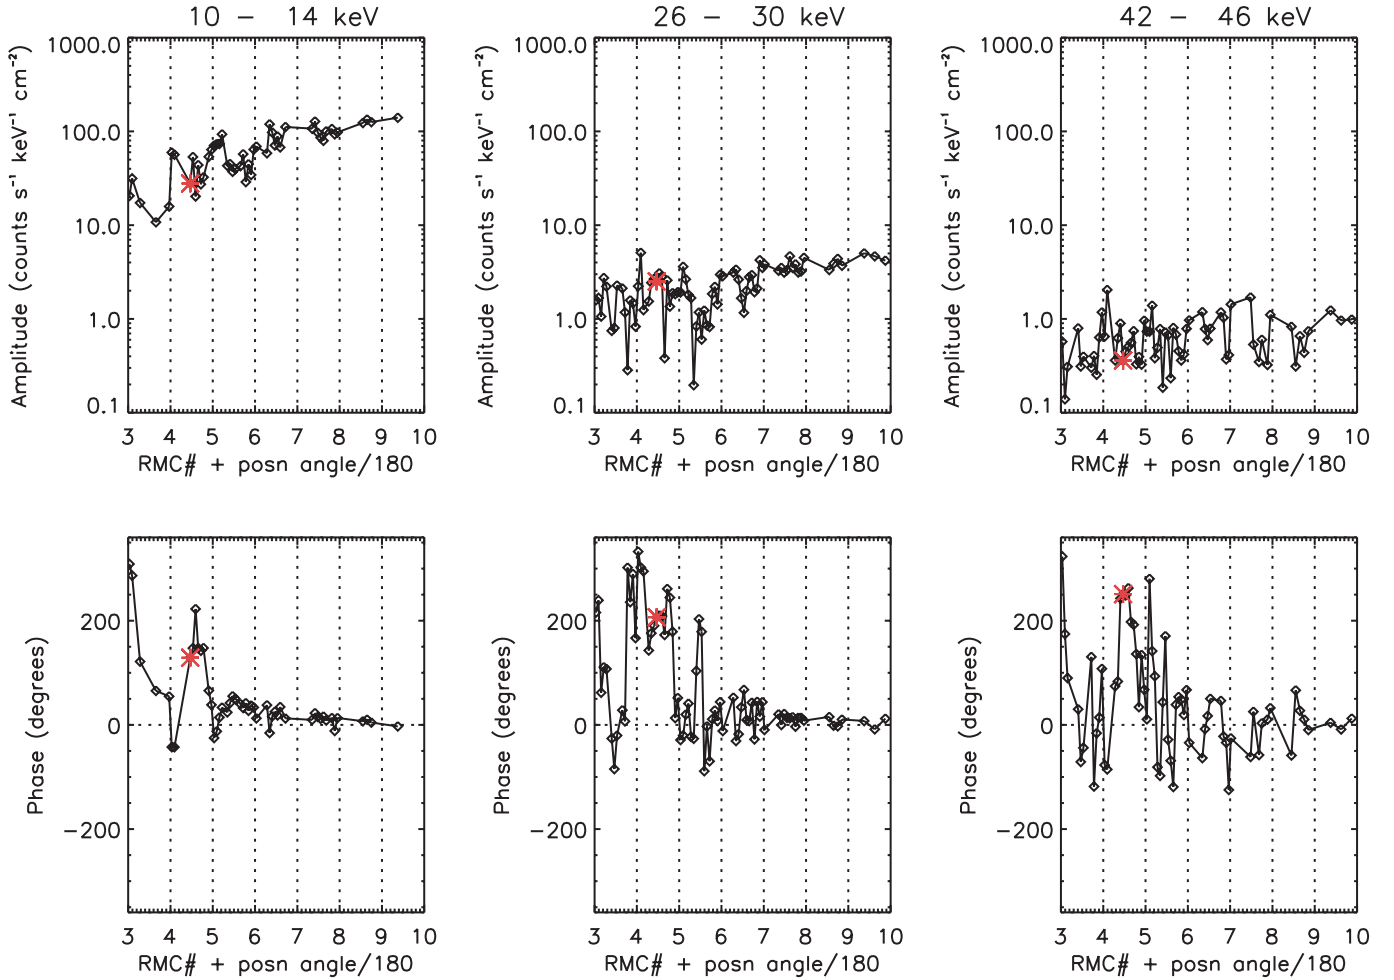 10 – 14 keV
26 – 30 keV
42 – 46 keV
Amplitude (counts s⁻¹ keV⁻¹ cm⁻²)
1000.0
100.0
10.0
1.0
0.1
3 4 5 6 7 8 9 10
RMC# + posn angle/180
Amplitude (counts s⁻¹ keV⁻¹ cm⁻²)
1000.0
100.0
10.0
1.0
0.1
3 4 5 6 7 8 9 10
RMC# + posn angle/180
Amplitude (counts s⁻¹ keV⁻¹ cm⁻²)
1000.0
100.0
10.0
1.0
0.1
3 4 5 6 7 8 9 10
RMC# + posn angle/180
Phase (degrees)
200
0
−200
3 4 5 6 7 8 9 10
RMC# + posn angle/180
Phase (degrees)
200
0
−200
3 4 5 6 7 8 9 10
RMC# + posn angle/180
Phase (degrees)
200
0
−200
3 4 5 6 7 8 9 10
RMC# + posn angle/180